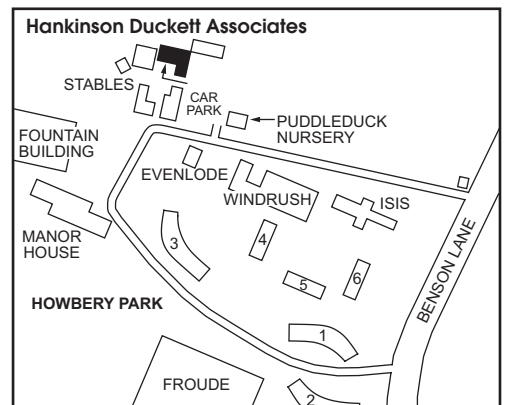 Hankinson Duckett Associates
STABLES
CAR
PARK
PUDDLEDUCK
NURSERY
FOUNTAIN
BUILDING
EVENLODE
WINDRUSH
ISIS
MANOR
HOUSE
3
4
5
6
BENSON LANE
HOWBERY PARK
1
FROUDE
2